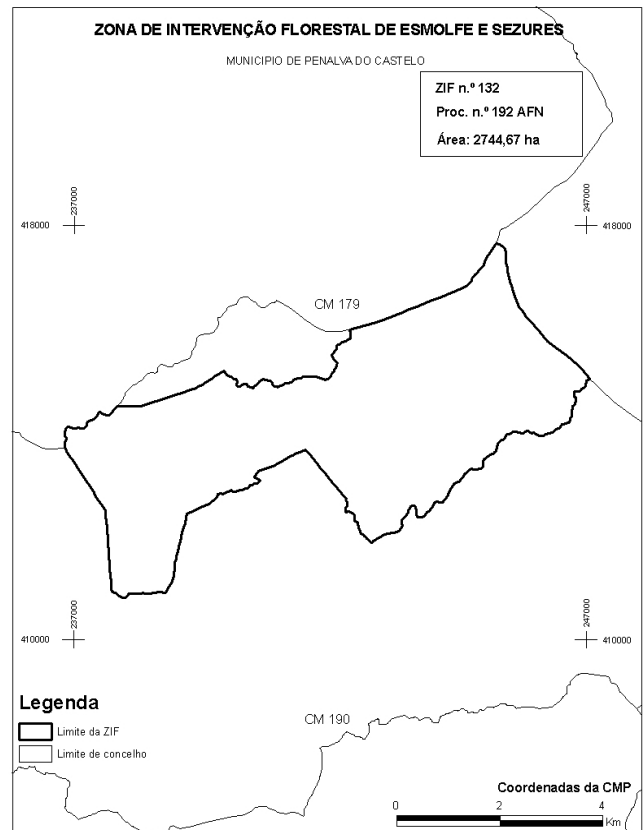 ZONA DE INTERVENÇÃO FLORESTAL DE ESMOLFE E SEZURES
MUNICIPIO DE PENALVA DO CASTELO
ZIF n.º 132
Proc. n.º 192 AFN
Área: 2744,67 ha
237000
247000
418000
418000
CM 179
237000
247000
410000
410000
Legenda
Limite da ZIF
Limite de concelho
CM 190
Coordenadas da CMP
0 2 4
Km